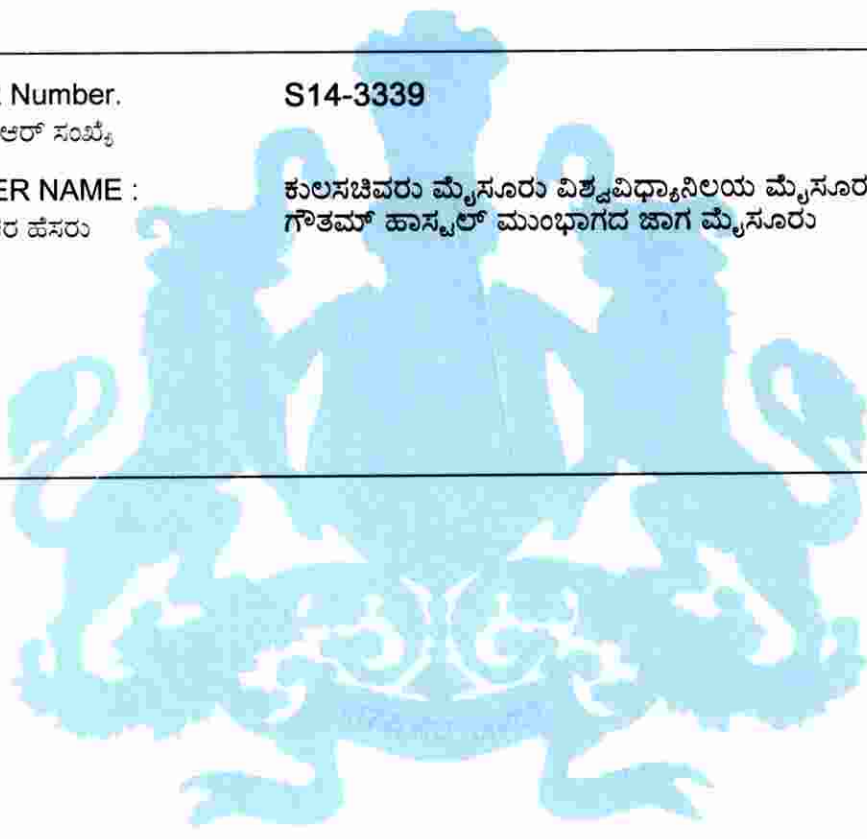 Number.
S14-3339
ಆರ್ ಸಂಖ್ಯೆ
ER NAME :
ಕುಲಸಚಿವರು ಮೈಸೂರು ವಿಶ್ವವಿಧ್ಯಾನಿಲಯ ಮೈಸೂರ
ರ ಹೆಸರು
ಗೌತಮ್ ಹಾಸ್ಟಲ್ ಮುಂಭಾಗದ ಜಾಗ ಮೈಸೂರು